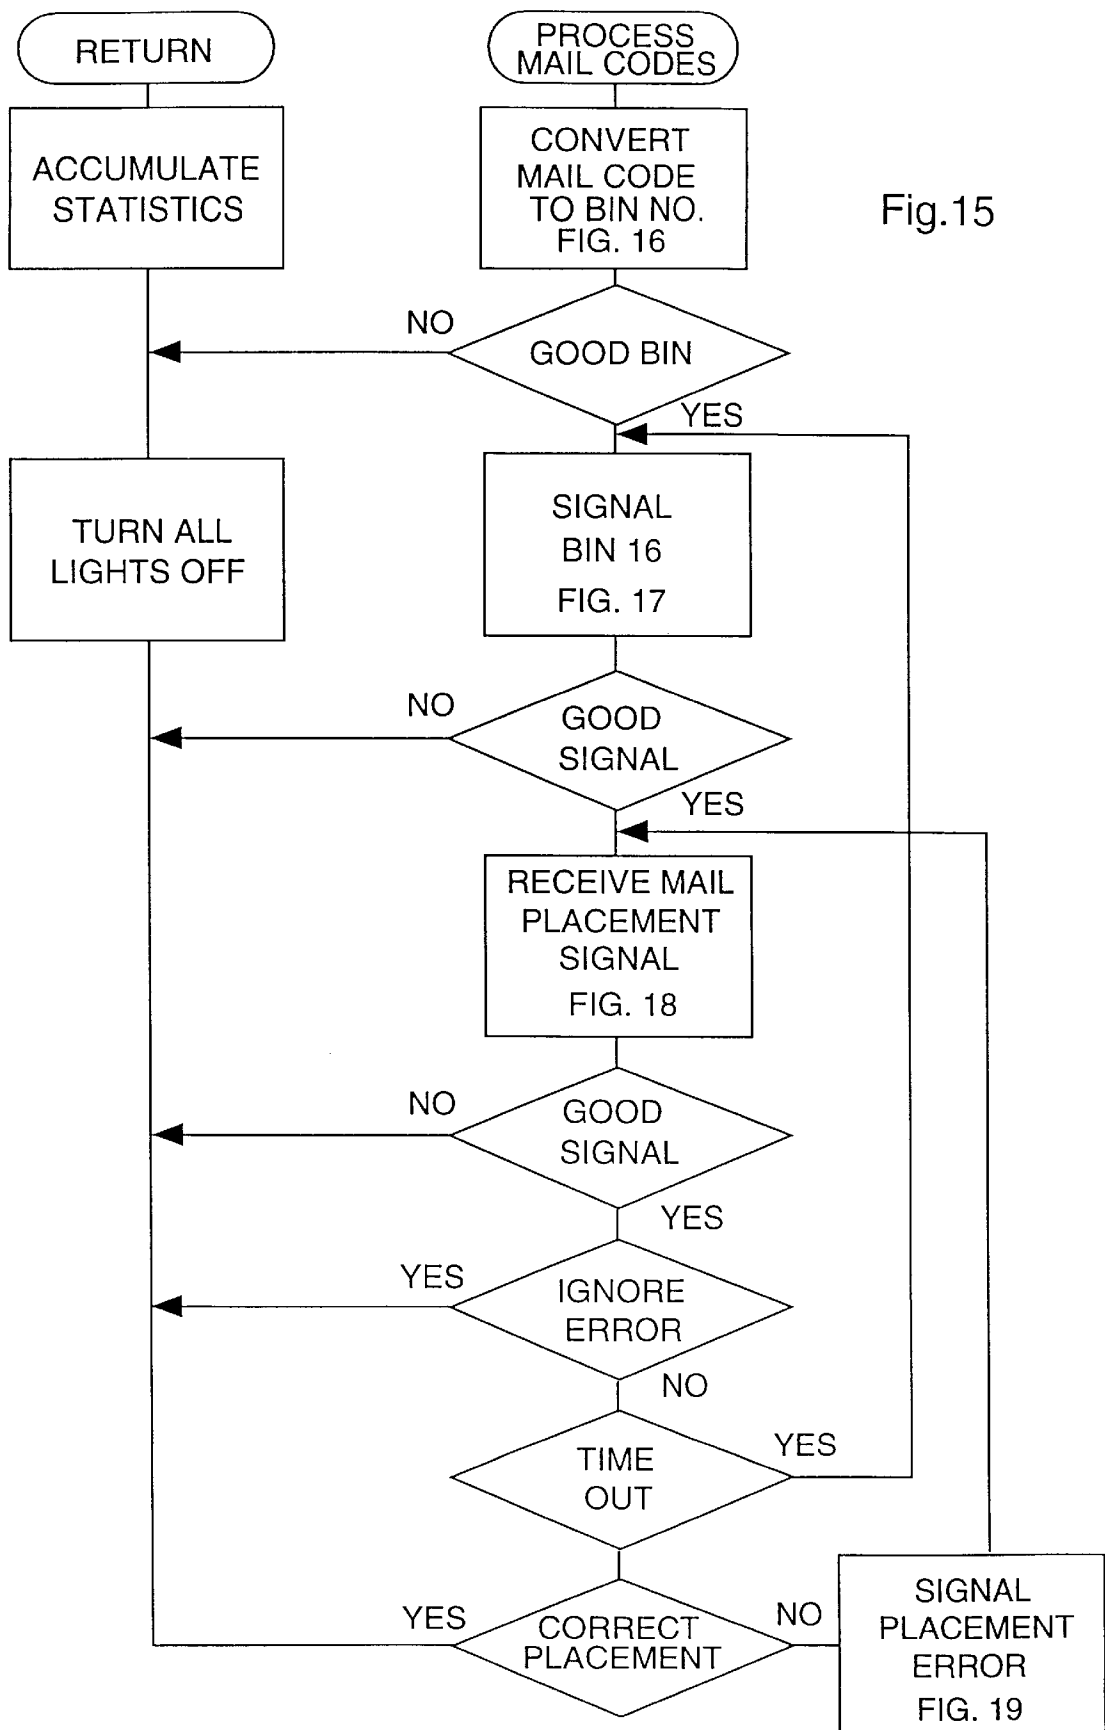 RETURN
ACCUMULATE
STATISTICS
TURN ALL
LIGHTS OFF
PROCESS
MAIL CODES
CONVERT
MAIL CODE
TO BIN NO.
FIG. 16
Fig.15
NO
GOOD BIN
YES
SIGNAL
BIN 16
FIG. 17
NO
GOOD
SIGNAL
YES
RECEIVE MAIL
PLACEMENT
SIGNAL
FIG. 18
NO
GOOD
SIGNAL
YES
YES
IGNORE
ERROR
NO
TIME
OUT
YES
YES
CORRECT
PLACEMENT
NO
SIGNAL
PLACEMENT
ERROR
FIG. 19